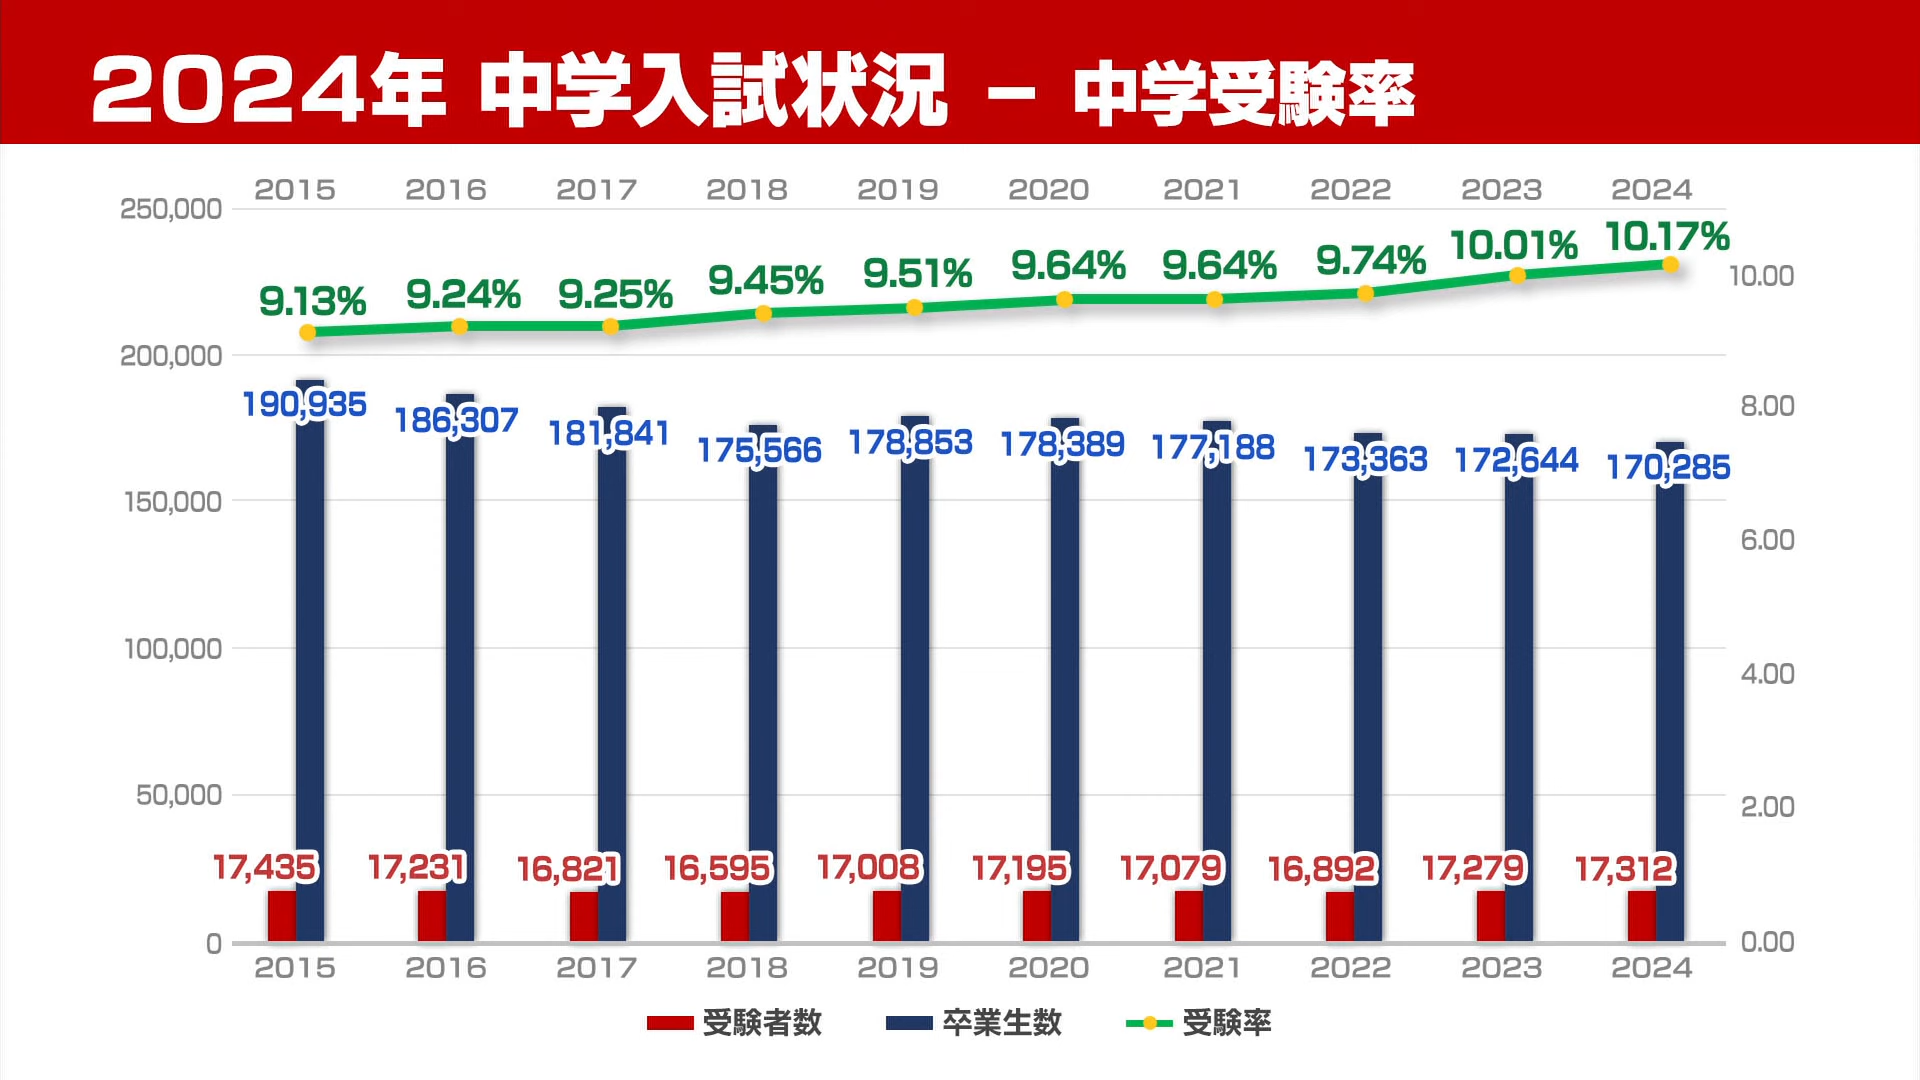 2024年 中学入試状況 − 中学受験率
2015 2016 2017 2018 2019 2020 2021 2022 2023 2024
250,000
200,000
150,000
100,000
50,000
0
9.13% 9.24% 9.25% 9.45% 9.51% 9.64% 9.64% 9.74% 10.01% 10.17%
190,935 186,307 181,841 175,566 178,853 178,389 177,188 173,363 172,644 170,285
17,435 17,231 16,821 16,595 17,008 17,195 17,079 16,892 17,279 17,312
10.00
8.00
6.00
4.00
2.00
0.00
2015 2016 2017 2018 2019 2020 2021 2022 2023 2024
受験者数 卒業生数 受験率